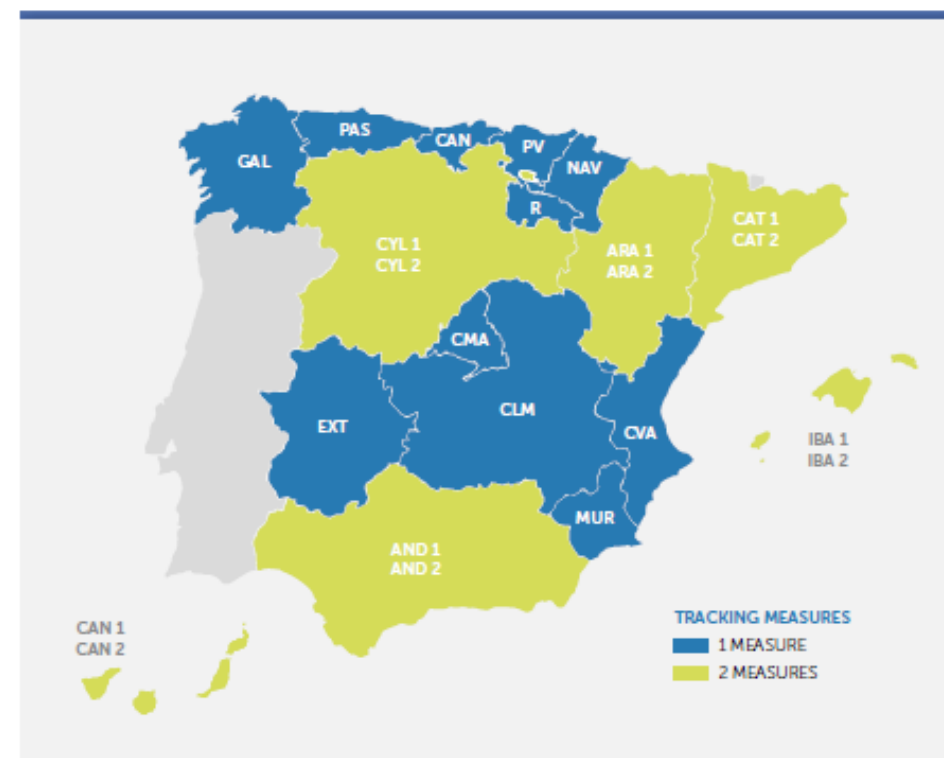 PAS
CAN
PV
GAL
NAV
R
CAT 1
CAT 2
CYL 1
CYL 2
ARA 1
ARA 2
CMA
CLM
EXT
CVA
IBA 1
IBA 2
MUR
AND 1
AND 2
CAN 1
CAN 2
TRACKING MEASURES
1 MEASURE
2 MEASURES